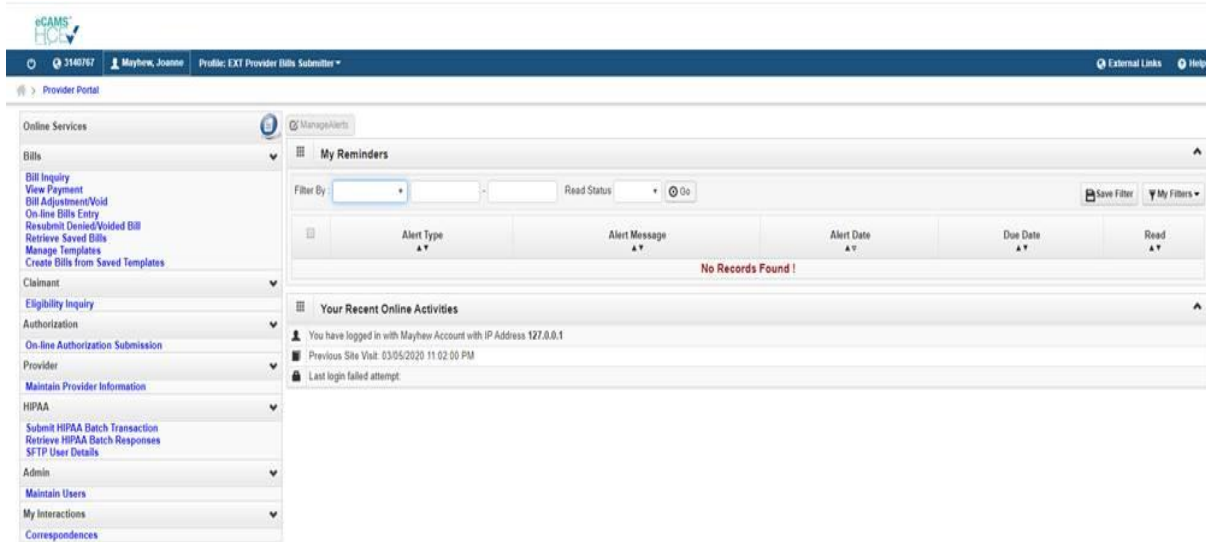 eCAMS
HCE
3140767 Mayhew, Joanne Profile: EXT Provider Bills Submitter External Links Help
> Provider Portal
Online Services
Bills
Bill Inquiry
View Payment
Bill Adjustment/Void
On-line Bills Entry
Resubmit Denied/Voided Bill
Retrieve Saved Bills
Manage Templates
Create Bills from Saved Templates
Claimant
Eligibility Inquiry
Authorization
On-line Authorization Submission
Provider
Maintain Provider Information
HIPAA
Submit HIPAA Batch Transaction
Retrieve HIPAA Batch Responses
SFTP User Details
Admin
Maintain Users
My Interactions
Correspondences
ManageAlerts
My Reminders
Filter By : - Read Status Go Save Filter My Filters
Alert Type Alert Message Alert Date Due Date Read
No Records Found !
Your Recent Online Activities
You have logged in with Mayhew Account with IP Address 127.0.0.1
Previous Site Visit: 03/05/2020 11:02:00 PM
Last login failed attempt: